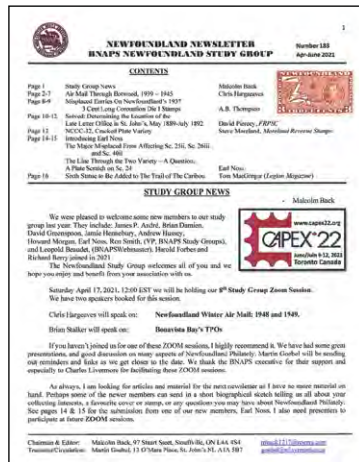 1
NEWFOUNDLAND NEWSLETTER
BNAPS NEWFOUNDLAND STUDY GROUP
Number 183
Apr-June 2021
CONTENTS
Page 1 Study Group News Malcolm Back
Page 2-7 Air Mail Through Botwood, 1939 – 1945 Chris Hargreaves
Page 8-9 Misplaced Entries On Newfoundland's 1937
3 Cent Long Coronation Die I Stamps A.B. Thompson
Page 10-12 Solved: Determining the Location of the
Late Letter Office in St. John's, May 1889-July 1892 David Piercey, FRPSC
Page 12 NCCC-32, Cracked Plate Variety Steve Moreland, Moreland Reverse Stamps
Page 14-15 Introducing Earl Noss
The Major Misplaced From Affecting Sc. 25ii, Sc. 26iii
and Sc. 46ii
The Line Through the Two Variety – A Question;
A Plate Scratch on Sc. 24 Earl Noss
Page 16 Sixth Statue to Be Added to The Trail of The Caribou Tom MacGregor (Legion Magazine)
STUDY GROUP NEWS
- Malcolm Back
We were pleased to welcome some new members to our study
group last year. They include: James P. André, Brian Damien,
David Greenspoon, Jamie Hennebury, Andrew Hussey,
Howard Morgan, Earl Noss, Ren Smith, (VP, BNAPS Study Groups),
and Leopold Beaudet, (BNAPSWebmaster), Harold Forber and
Richard Berry joined in 2021
The Newfoundland Study Group welcomes all of you and we
hope you enjoy and benefit from your association with us.
www.capex22.org
CAPEX 22
June/Juin 9-12, 2022
Toronto Canada
Saturday April 17, 2021, 12:00 EST we will be holding our 8th Study Group Zoom Session.
We have two speakers booked for this session.
Chris Hargreaves will speak on: Newfoundland Winter Air Mail; 1948 and 1949.
Brian Stalker will speak on: Bonavista Bay's TPOs
If you haven't joined us for one of these ZOOM sessions, I highly recommend it. We have had some great
presentations, and good discussion on many aspects of Newfoundland Philately. Martin Goebel will be sending
out reminders and links as we get closer to the date. We thank the BNAPS executive for their support and
especially to Charles Livermore for facilitating these ZOOM sessions.
As always, I am looking for articles and material for the next newsletter as I have no more material on
hand. Perhaps some of the newer members can send in a short biographical sketch telling us all about your
collecting interests, a favourite cover or stamp, or any questions you may have about Newfoundland Philately.
See pages 14 & 15 for the submission from one of our new members, Earl Noss. I also need presenters to
participate at future ZOOM sessions.
Chairman & Editor: Malcolm Back, 97 Stuart Street, Stouffville, ON L4A 4S4
Treasurer/Circulation: Martin Goebel, 13 O'Mara Place, St. John's NL A1A 5B7